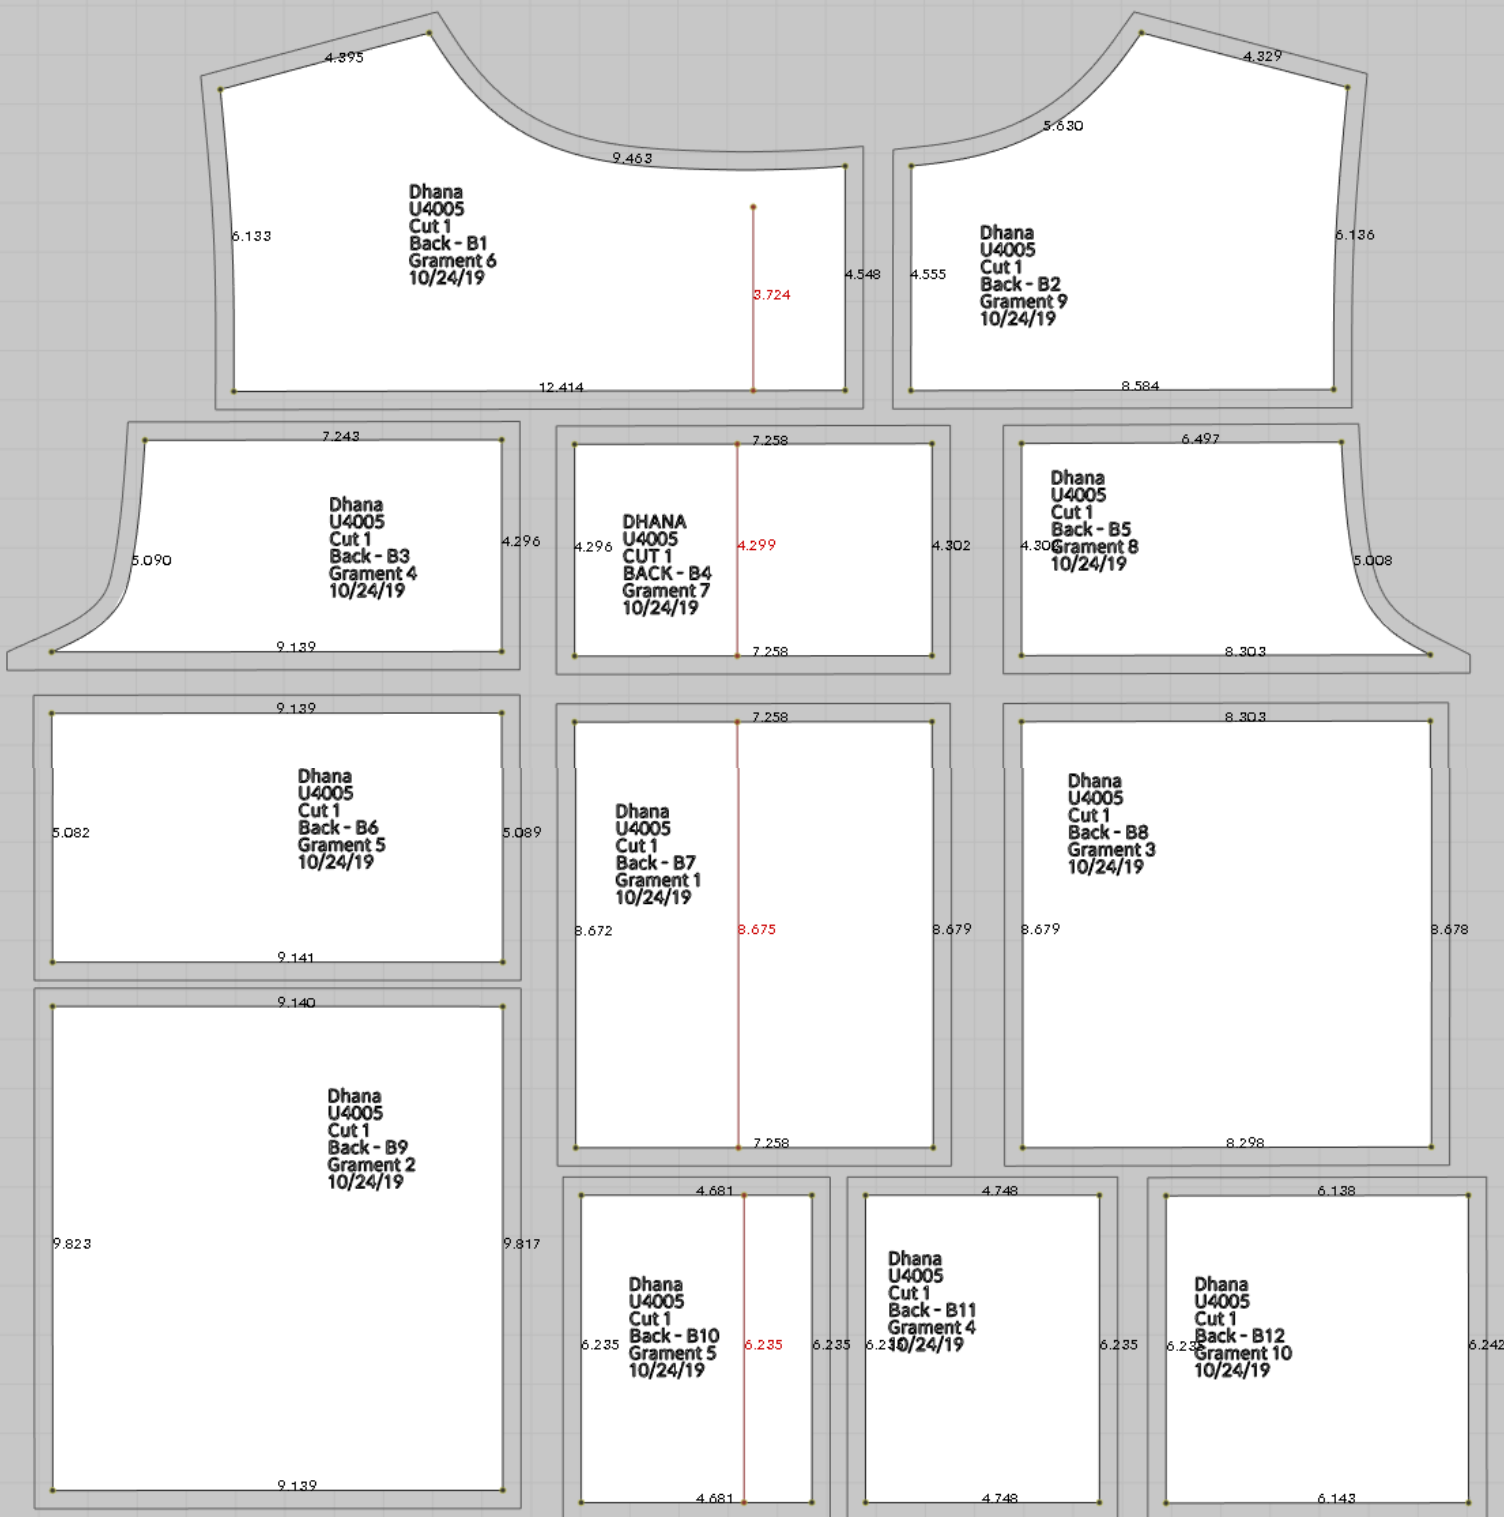 4.395
4.329
9.463
5.630
Dhana
U4005
Cut 1
Back - B1
Grament 6
10/24/19
6.133
3.724
4.548
12.414
Dhana
U4005
Cut 1
Back - B2
Grament 9
10/24/19
4.555
6.136
8.584
7.243
Dhana
U4005
Cut 1
Back - B3
Grament 4
10/24/19
5.090
4.296
9.139
7.258
DHANA
U4005
CUT 1
BACK - B4
Grament 7
10/24/19
4.296
4.299
4.302
7.258
6.497
Dhana
U4005
Cut 1
Back - B5
Grament 8
10/24/19
5.008
8.303
9.139
Dhana
U4005
Cut 1
Back - B6
Grament 5
10/24/19
5.082
5.089
9.141
7.258
Dhana
U4005
Cut 1
Back - B7
Grament 1
10/24/19
8.672
8.675
8.679
7.258
8.303
Dhana
U4005
Cut 1
Back - B8
Grament 3
10/24/19
8.679
8.678
8.298
9.140
Dhana
U4005
Cut 1
Back - B9
Grament 2
10/24/19
9.823
9.817
9.139
4.681
Dhana
U4005
Cut 1
Back - B10
Grament 5
10/24/19
6.235
6.235
6.235
4.681
4.748
Dhana
U4005
Cut 1
Back - B11
Grament 4
10/24/19
6.235
4.748
6.138
Dhana
U4005
Cut 1
Back - B12
Grament 10
10/24/19
6.242
6.143